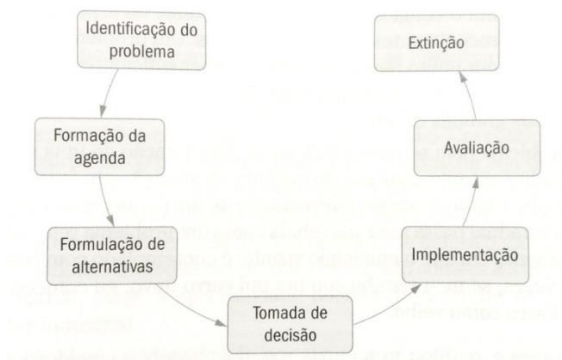 Identificação do
problema
Formação da
agenda
Formulação de
alternativas
Tomada de
decisão
Implementação
Avaliação
Extinção